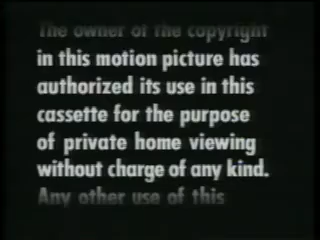 The owner of the copyright
in this motion picture has
authorized its use in this
cassette for the purpose
of private home viewing
without charge of any kind.
Any other use of this